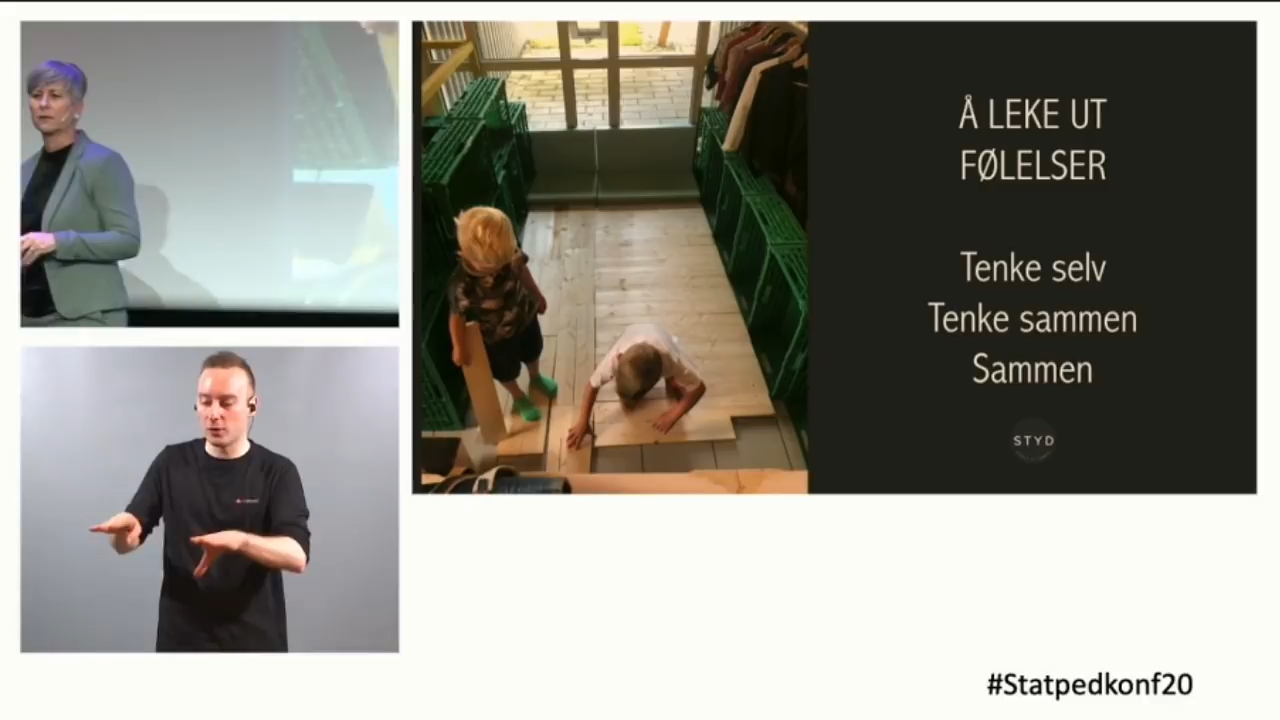 Å LEKE UT
FØLELSER
Tenke selv
Tenke sammen
Sammen
STYD
#Statpedkonf20